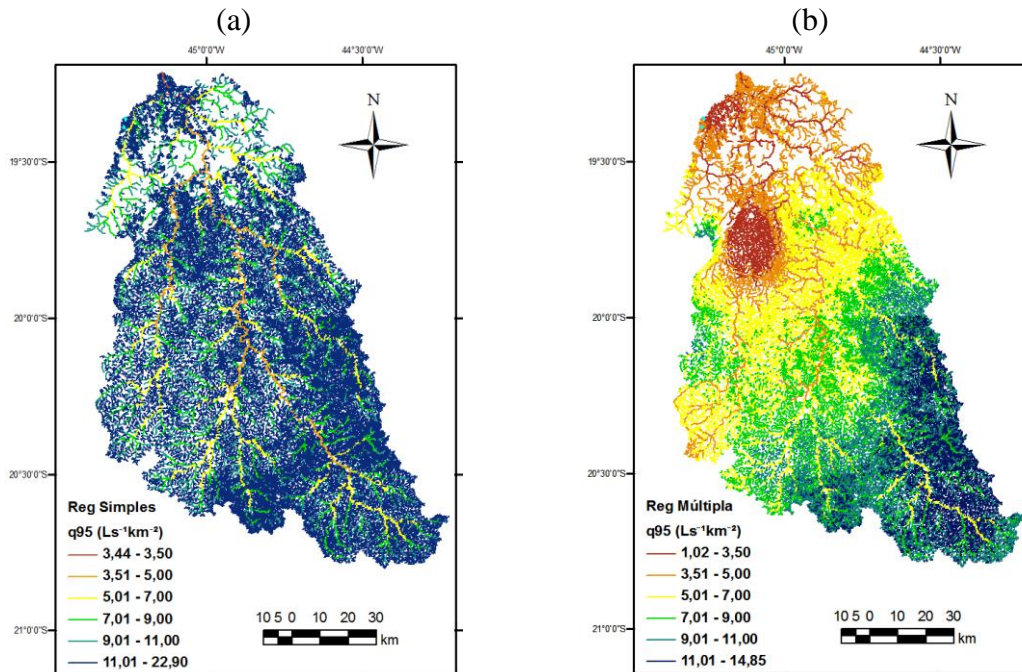 (a)
45°0'0"W
44°30'0"W
N
19°30'0"S
20°0'0"S
20°30'0"S
21°0'0"S
Reg Simples
q95 (Ls⁻¹km⁻²)
3,44 - 3,50
3,51 - 5,00
5,01 - 7,00
7,01 - 9,00
9,01 - 11,00
11,01 - 22,90
10 5 0 10 20 30
km
(b)
45°0'0"W
44°30'0"W
N
19°30'0"S
20°0'0"S
20°30'0"S
21°0'0"S
Reg Múltipla
q95 (Ls⁻¹km⁻²)
1,02 - 3,50
3,51 - 5,00
5,01 - 7,00
7,01 - 9,00
9,01 - 11,00
11,01 - 14,85
10 5 0 10 20 30
km